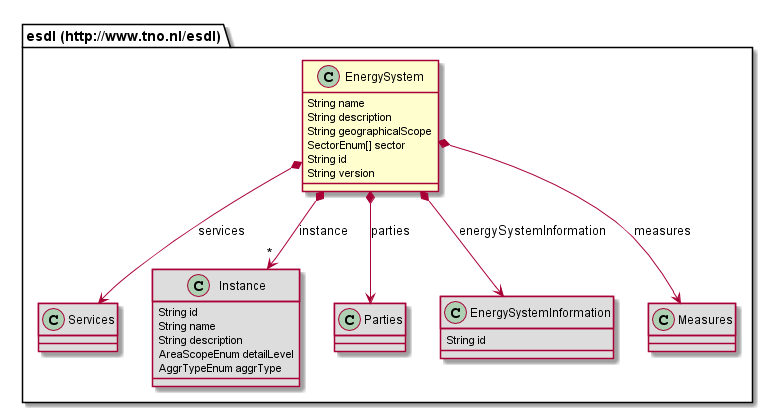 esdl (http://www.tno.nl/esdl)
C EnergySystem
String name
String description
String geographicalScope
SectorEnum[] sector
String id
String version
services
instance
parties
energySystemInformation
measures
*
C Services
C Instance
String id
String name
String description
AreaScopeEnum detailLevel
AggrTypeEnum aggrType
C Parties
C EnergySystemInformation
String id
C Measures